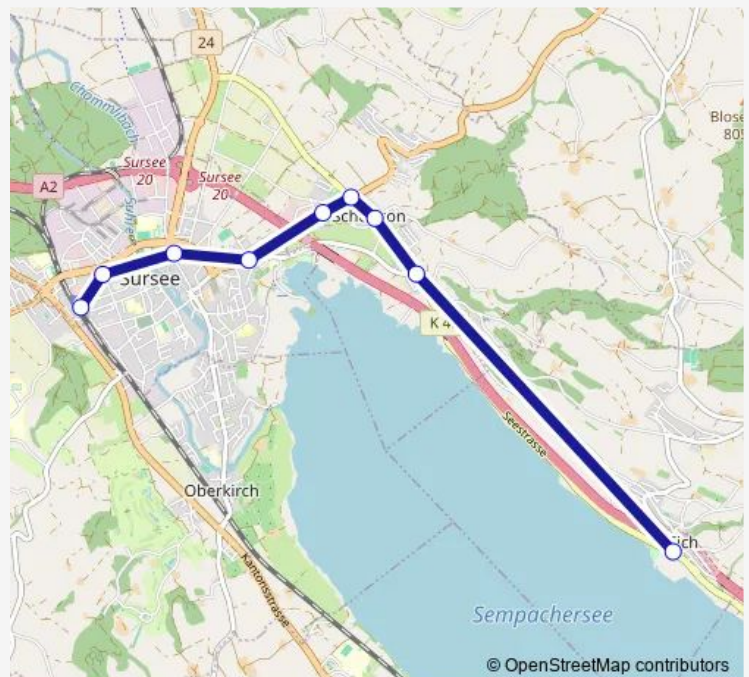 24
Chommlibach
Blose
805
Sursee
20
Sursee
20
A2
Suhre
Schenkon
Sursee
K 4
Seestrasse
Oberkirch
Eich
Kantonsstrasse
Sempachersee
© OpenStreetMap contributors